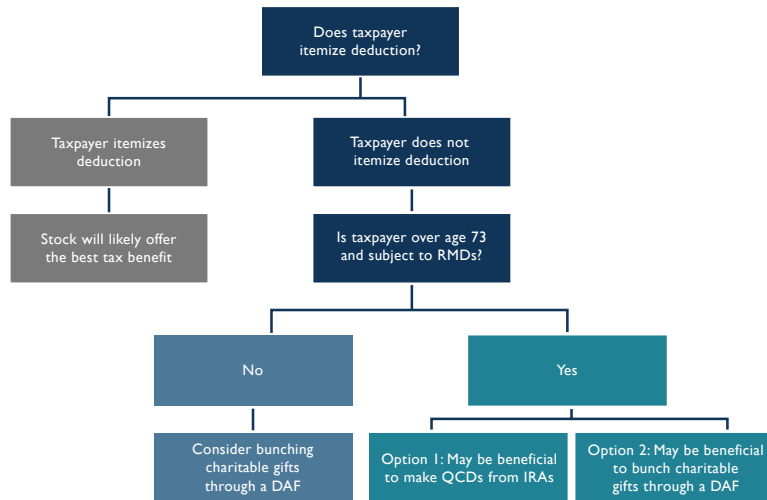 Does taxpayer
itemize deduction?
Taxpayer itemizes
deduction
Taxpayer does not
itemize deduction
Stock will likely offer
the best tax benefit
Is taxpayer over age 73
and subject to RMDs?
No
Yes
Consider bunching
charitable gifts
through a DAF
Option 1: May be beneficial
to make QCDs from IRAs
Option 2: May be beneficial
to bunch charitable
gifts through a DAF